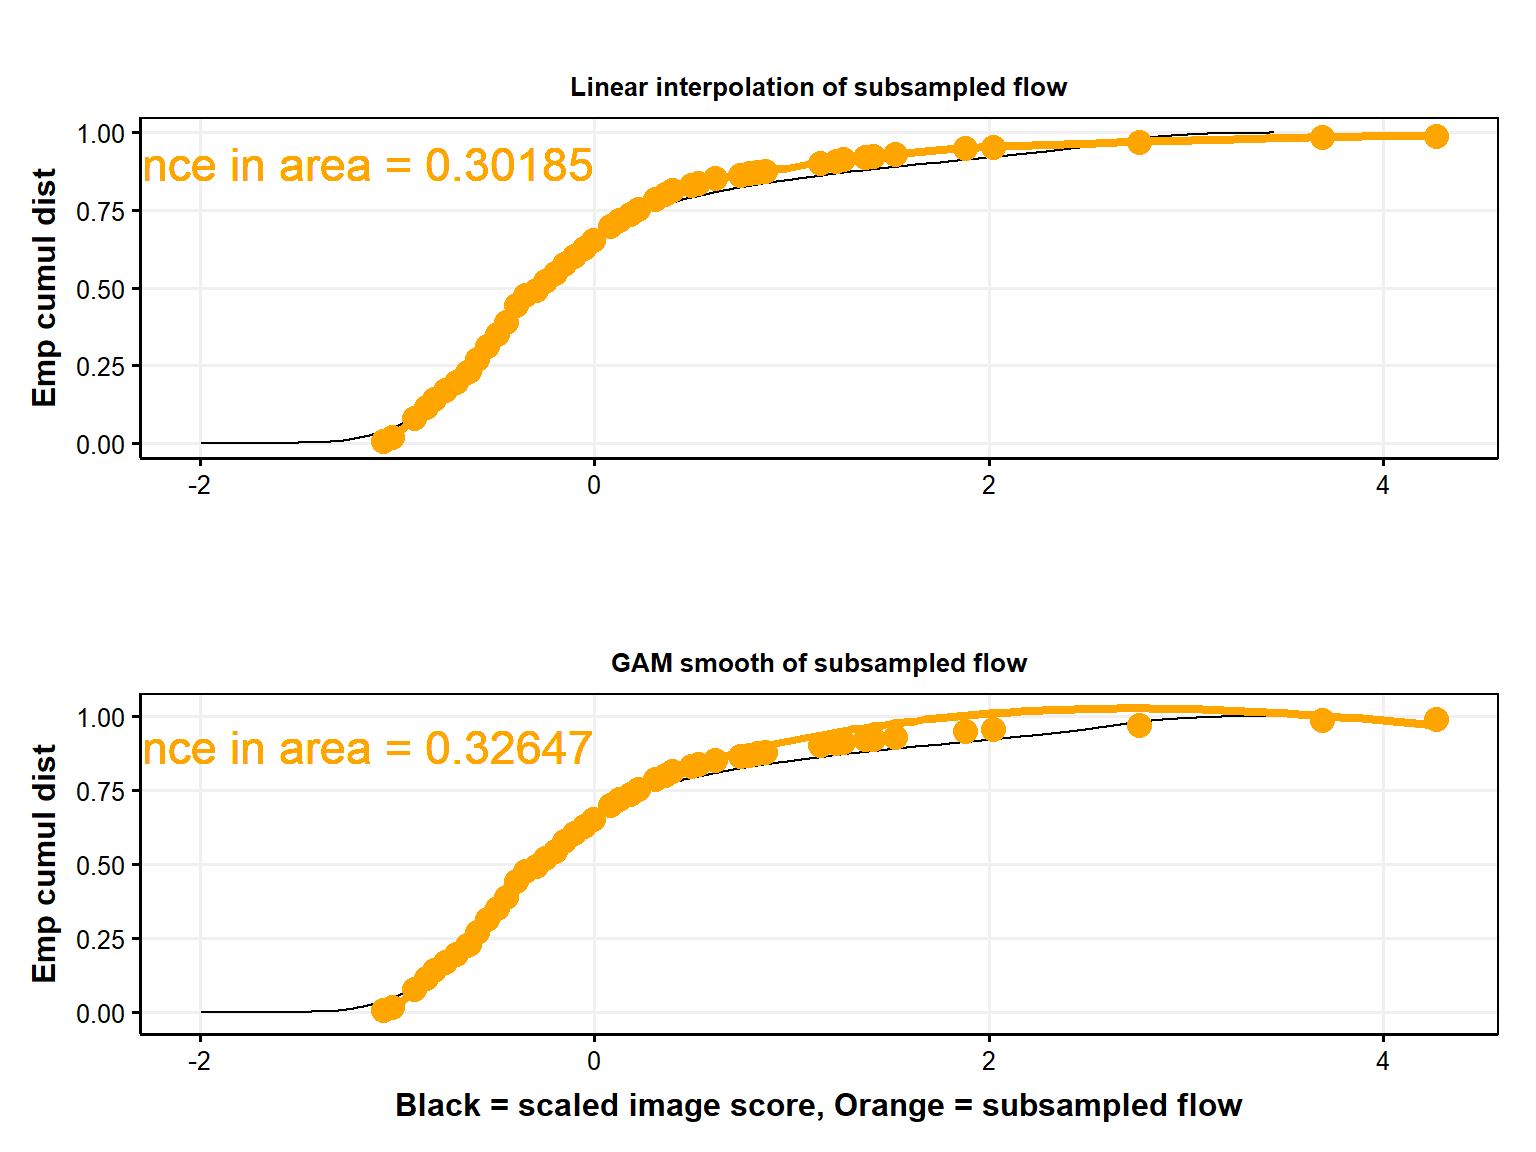 Linear interpolation of subsampled flow
Emp cumul dist
1.00
0.75
0.50
0.25
0.00
nce in area = 0.30185
-2 0 2 4
GAM smooth of subsampled flow
Emp cumul dist
1.00
0.75
0.50
0.25
0.00
nce in area = 0.32647
-2 0 2 4
Black = scaled image score, Orange = subsampled flow